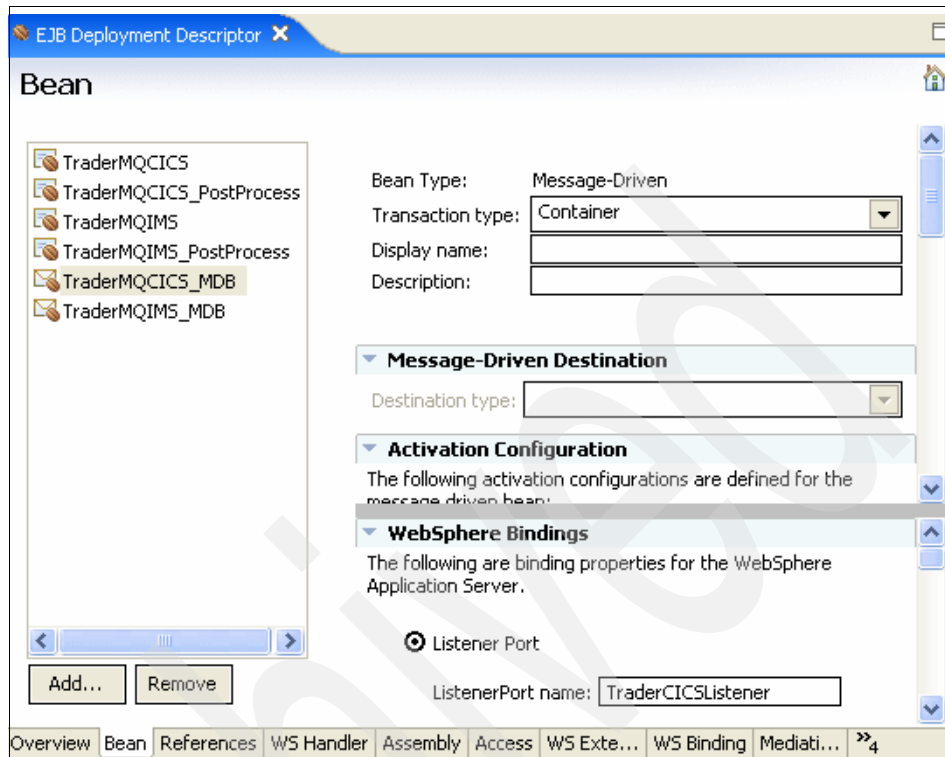 EJB Deployment Descriptor
Bean
TraderMQCICS
TraderMQCICS_PostProcess
TraderMQIMS
TraderMQIMS_PostProcess
TraderMQCICS_MDB
TraderMQIMS_MDB
Add...
Remove
Bean Type: Message-Driven
Transaction type: Container
Display name:
Description:
Message-Driven Destination
Destination type:
Activation Configuration
The following activation configurations are defined for the
message driven bean:
WebSphere Bindings
The following are binding properties for the WebSphere
Application Server.
Listener Port
ListenerPort name: TraderCICSListener
Overview Bean References WS Handler Assembly Access WS Exte... WS Binding Mediati... »4